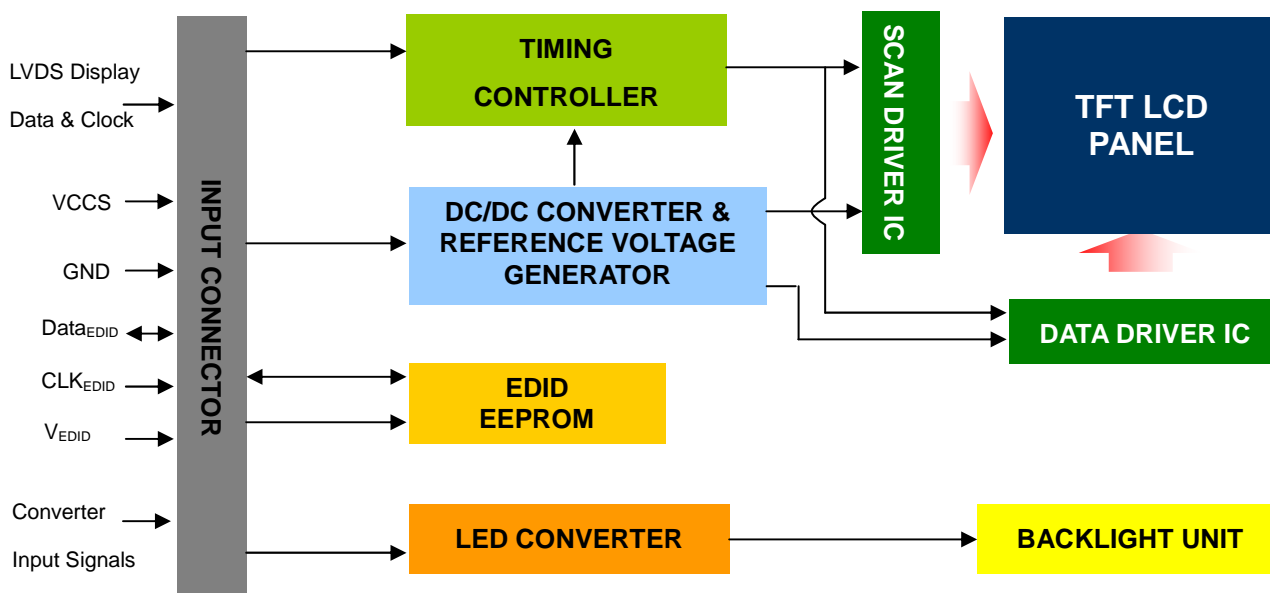 LVDS Display
Data & Clock
VCCS
GND
DataEDID
CLKEDID
VEDID
Converter
Input Signals
INPUT CONNECTOR
TIMING
CONTROLLER
DC/DC CONVERTER &
REFERENCE VOLTAGE
GENERATOR
EDID
EEPROM
LED CONVERTER
SCAN DRIVER IC
TFT LCD
PANEL
DATA DRIVER IC
BACKLIGHT UNIT